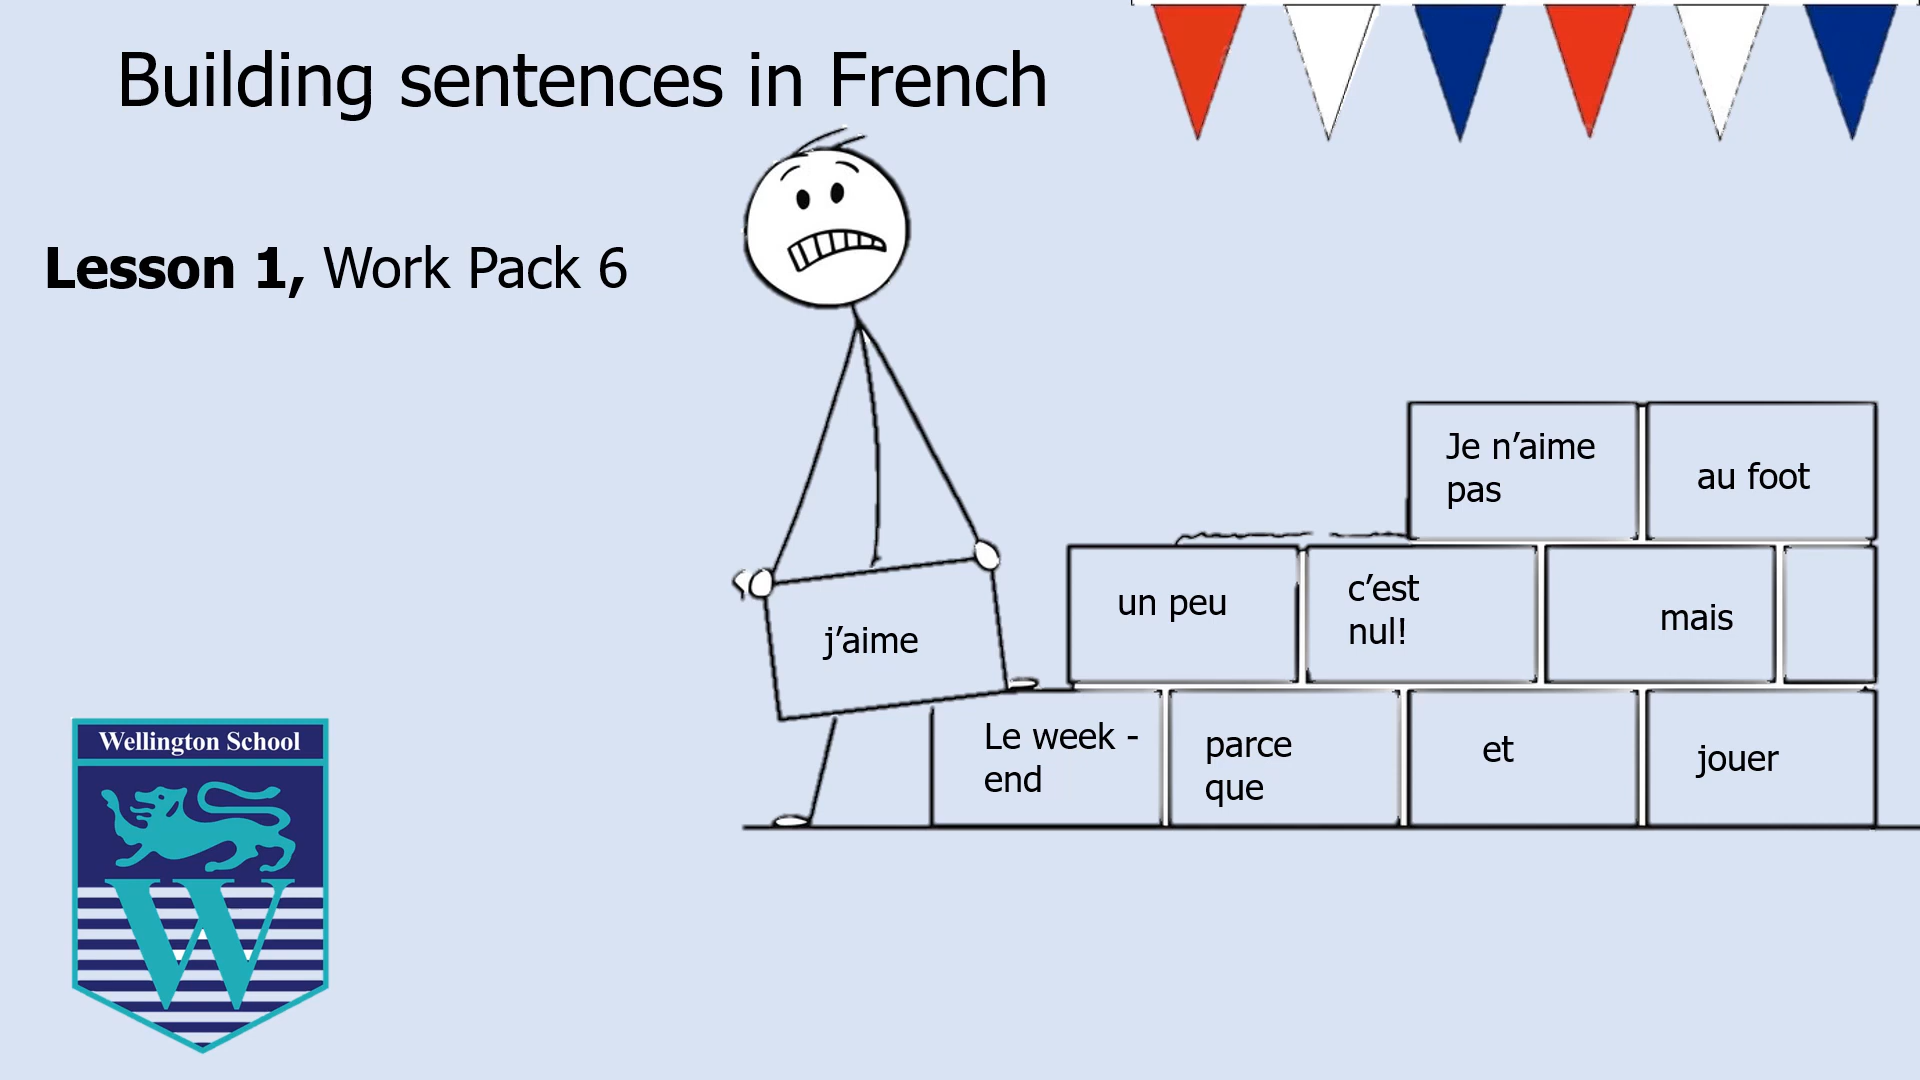 Building sentences in French
Lesson 1, Work Pack 6
Je n’aime
pas
au foot
un peu
c’est
nul!
mais
j’aime
Le week -
end
parce
que
et
jouer
Wellington School
W